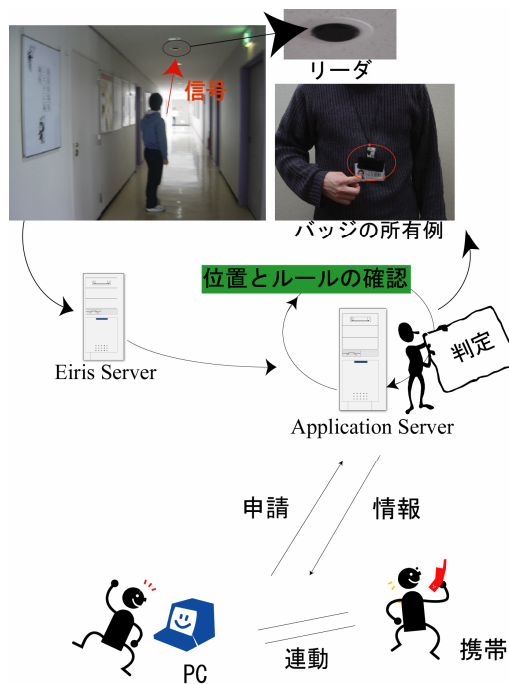 リーダ
信号
バッジの所有例
位置とルールの確認
判定
Eiris Server
Application Server
申請
情報
連動
PC
携帯